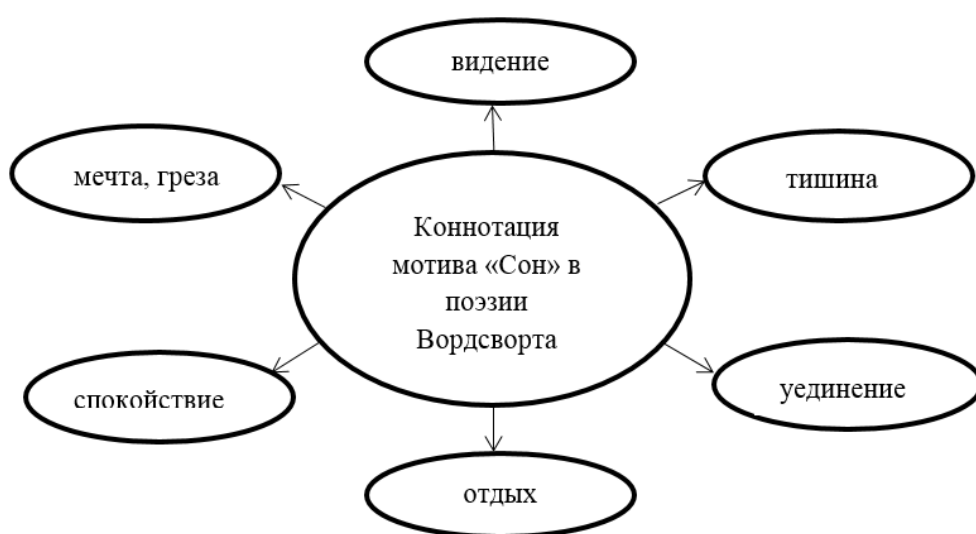 видение
мечта, греза
тишина
Коннотация
мотива «Сон» в
поэзии
Вордсворта
спокойствие
уединение
отдых